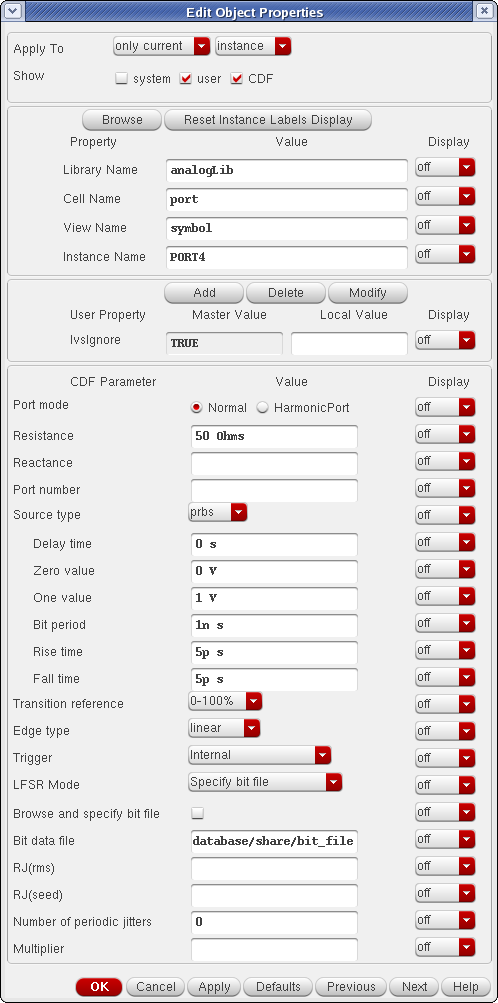 Edit Object Properties
Apply To only current instance
Show system user CDF
Browse Reset Instance Labels Display
Property Value Display
Library Name analogLib off
Cell Name port off
View Name symbol off
Instance Name PORT4 off
Add Delete Modify
User Property Master Value Local Value Display
lvsIgnore TRUE off
CDF Parameter Value Display
Port mode Normal HarmonicPort off
Resistance 50 Ohms off
Reactance off
Port number off
Source type prbs off
Delay time 0 s off
Zero value 0 V off
One value 1 V off
Bit period 1n s off
Rise time 5p s off
Fall time 5p s off
Transition reference 0-100% off
Edge type linear off
Trigger Internal off
LFSR Mode Specify bit file off
Browse and specify bit file off
Bit data file database/share/bit_file off
RJ(rms) off
RJ(seed) off
Number of periodic jitters 0 off
Multiplier off
OK Cancel Apply Defaults Previous Next Help